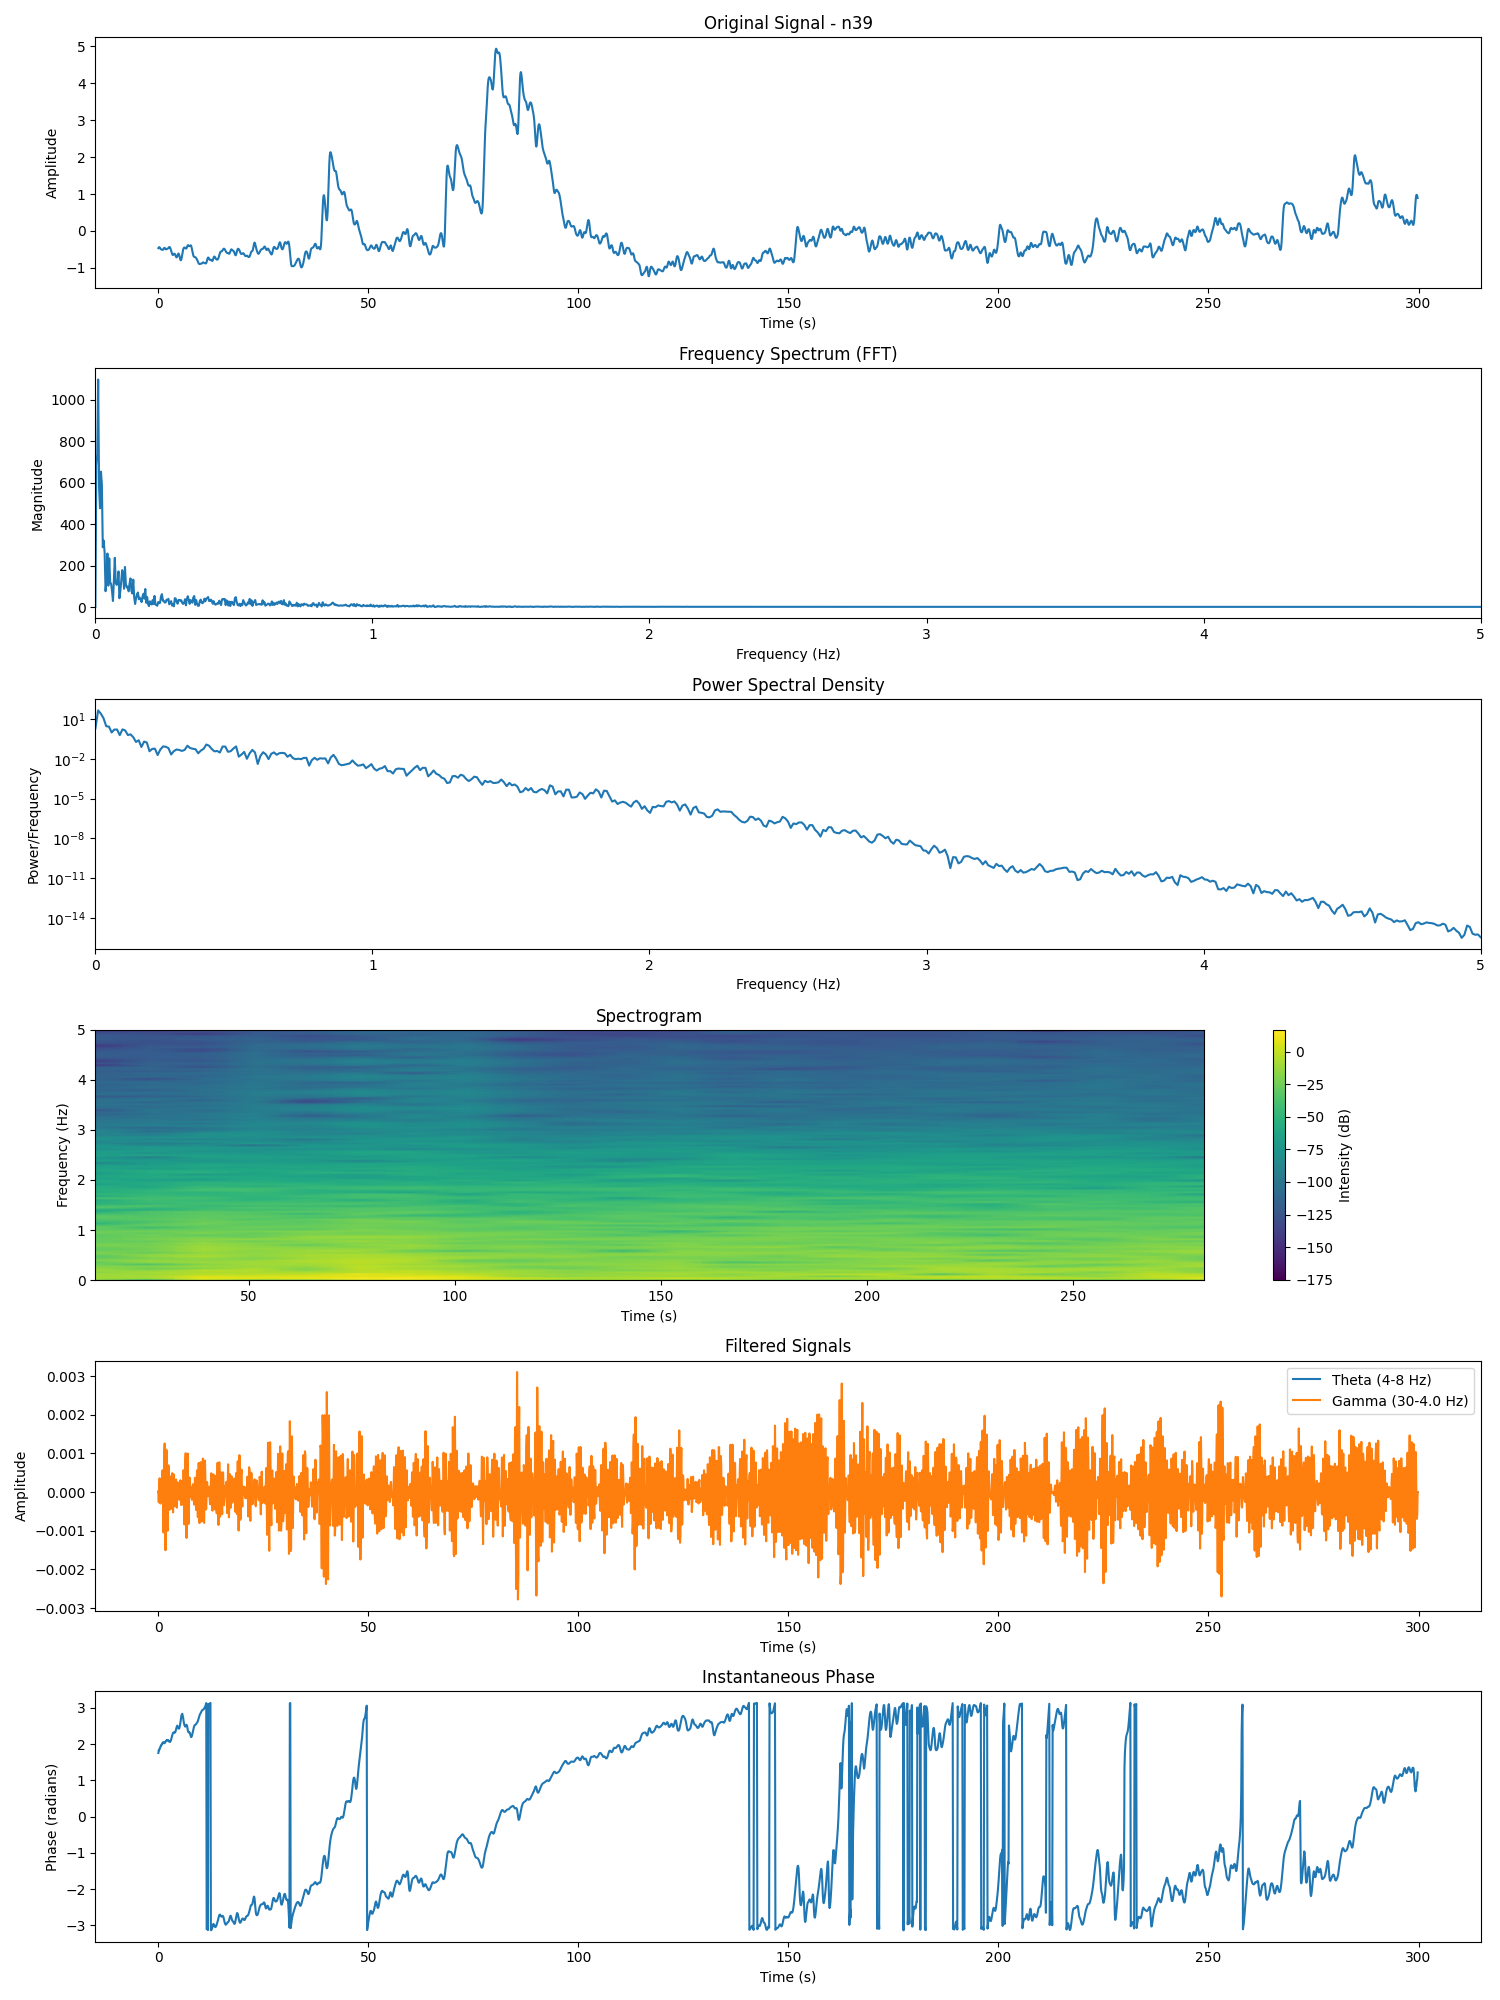 Original Signal - n39
Amplitude
5
4
3
2
1
0
−1
0 50 100 150 200 250 300
Time (s)
Frequency Spectrum (FFT)
Magnitude
1000
800
600
400
200
0
0 1 2 3 4 5
Frequency (Hz)
Power Spectral Density
Power/Frequency
10^1
10^−2
10^−5
10^−8
10^−11
10^−14
0 1 2 3 4 5
Frequency (Hz)
Spectrogram
Frequency (Hz)
5
4
3
2
1
0
50 100 150 200 250
Time (s)
0
−25
−50
−75
−100
−125
−150
−175
Intensity (dB)
Filtered Signals
Amplitude
0.003
0.002
0.001
0.000
−0.001
−0.002
−0.003
Theta (4-8 Hz)
Gamma (30-4.0 Hz)
0 50 100 150 200 250 300
Time (s)
Instantaneous Phase
Phase (radians)
3
2
1
0
−1
−2
−3
0 50 100 150 200 250 300
Time (s)